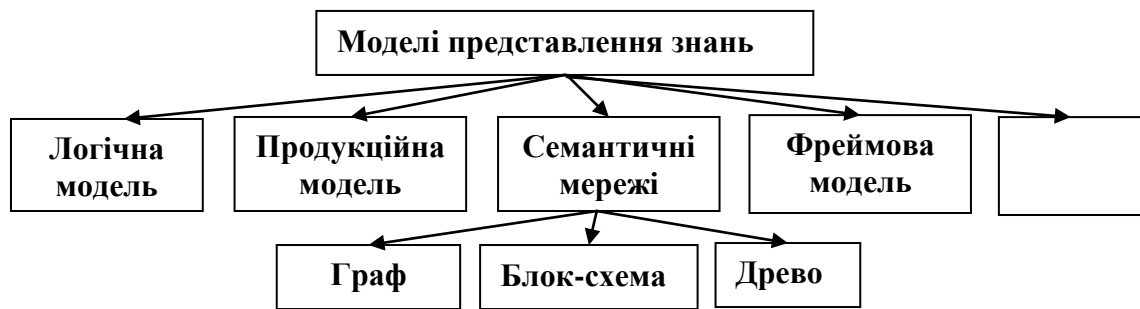 Моделі представлення знань
Логічна
модель
Продукційна
модель
Семантичні
мережі
Фреймова
модель
Граф
Блок-схема
Древо